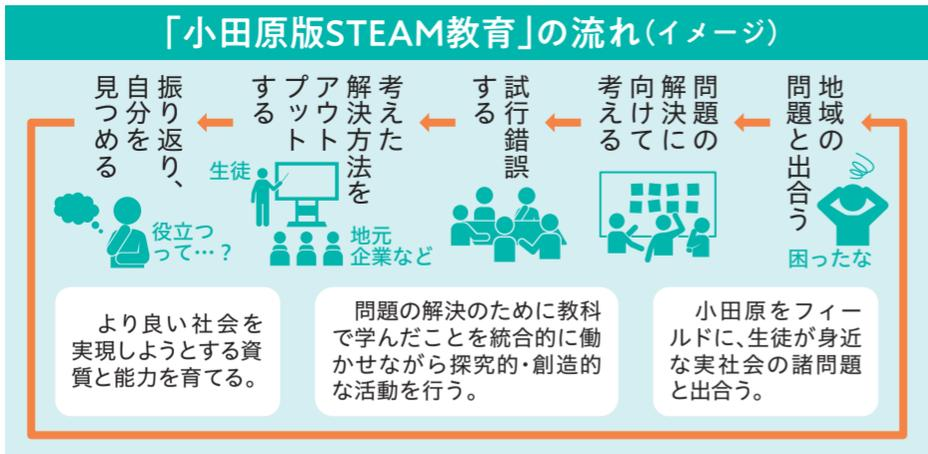 「小田原版STEAM教育」の流れ(イメージ)
地域の
問題と出合う
困ったな
問題の
解決に
向けて
考える
試行錯誤
する
考えた
解決方法を
アウト
プット
する
生徒
地元
企業など
振り返り、
自分を
見つめる
役立つ
って…?
小田原をフィー
ルドに、生徒が身近
な実社会の諸問題
と出合う。
問題の解決のために教科
で学んだことを統合的に働
かせながら探究的・創造的
な活動を行う。
より良い社会を
実現しようとする資
質と能力を育てる。